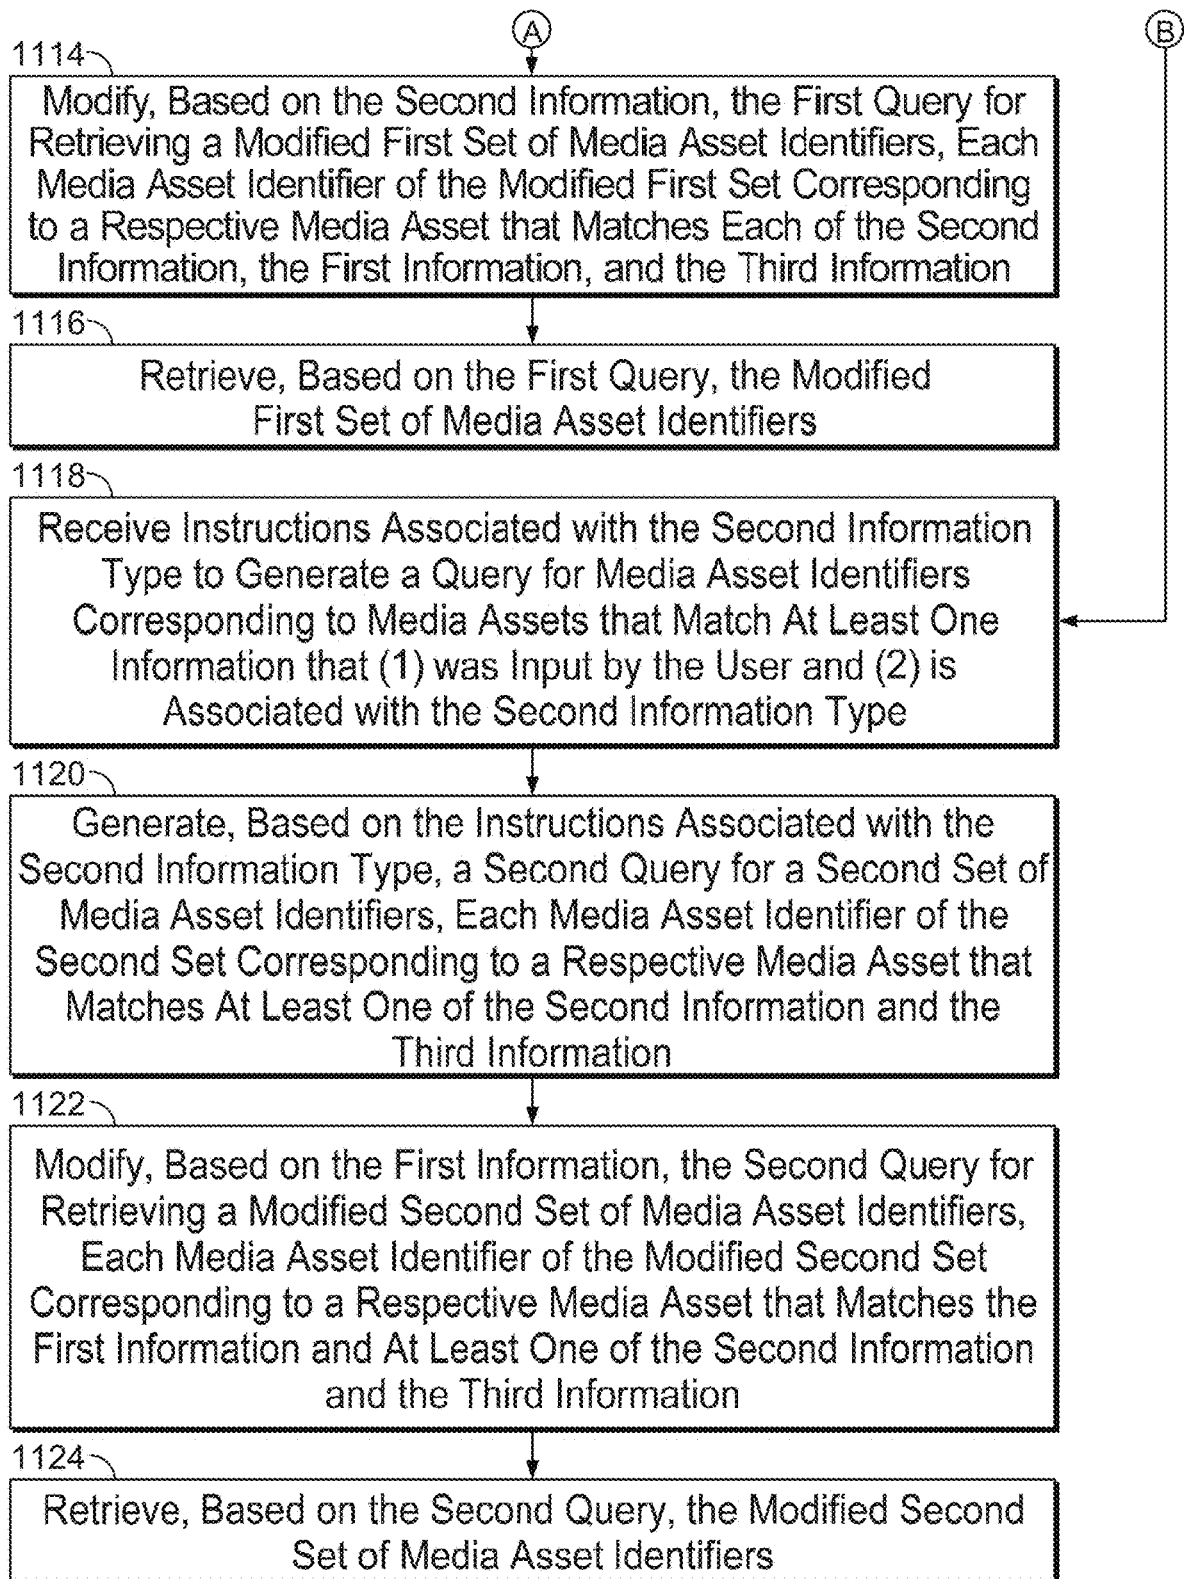 A
B
1114
Modify, Based on the Second Information, the First Query for
Retrieving a Modified First Set of Media Asset Identifiers, Each
Media Asset Identifier of the Modified First Set Corresponding
to a Respective Media Asset that Matches Each of the Second
Information, the First Information, and the Third Information
1116
Retrieve, Based on the First Query, the Modified
First Set of Media Asset Identifiers
1118
Receive Instructions Associated with the Second Information
Type to Generate a Query for Media Asset Identifiers
Corresponding to Media Assets that Match At Least One
Information that (1) was Input by the User and (2) is
Associated with the Second Information Type
1120
Generate, Based on the Instructions Associated with the
Second Information Type, a Second Query for a Second Set of
Media Asset Identifiers, Each Media Asset Identifier of the
Second Set Corresponding to a Respective Media Asset that
Matches At Least One of the Second Information and the
Third Information
1122
Modify, Based on the First Information, the Second Query for
Retrieving a Modified Second Set of Media Asset Identifiers,
Each Media Asset Identifier of the Modified Second Set
Corresponding to a Respective Media Asset that Matches the
First Information and At Least One of the Second Information
and the Third Information
1124
Retrieve, Based on the Second Query, the Modified Second
Set of Media Asset Identifiers